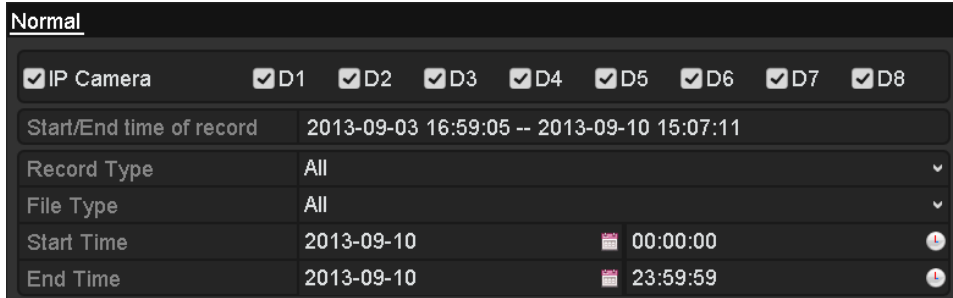 Normal
IP Camera D1 D2 D3 D4 D5 D6 D7 D8
Start/End time of record 2013-09-03 16:59:05 -- 2013-09-10 15:07:11
Record Type All
File Type All
Start Time 2013-09-10 00:00:00
End Time 2013-09-10 23:59:59